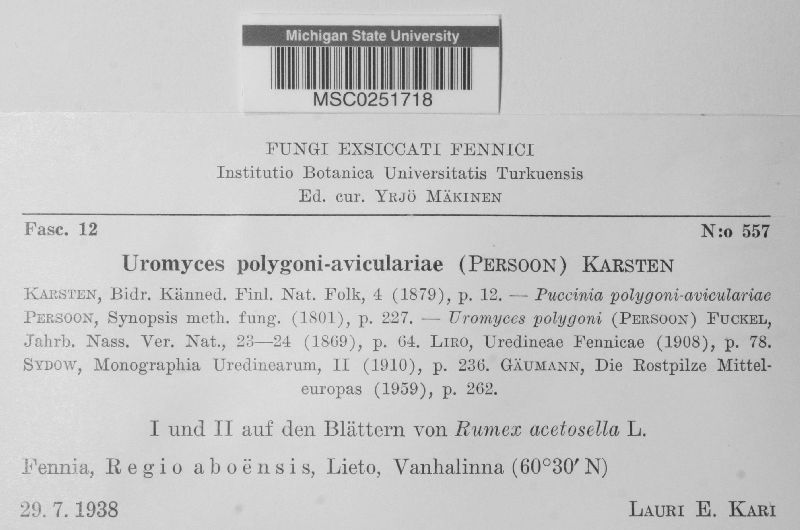 Michigan State University
MSC0251718
FUNGI EXSICCATI FENNICI
Institutio Botanica Universitatis Turkuensis
Ed. cur. YRJÖ MÄKINEN
Fasc. 12 N:o 557
Uromyces polygoni-aviculariae (PERSOON) KARSTEN
KARSTEN, Bidr. Känned. Finl. Nat. Folk, 4 (1879), p. 12. — Puccinia polygoni-aviculariae
PERSOON, Synopsis meth. fung. (1801), p. 227. — Uromyces polygoni (PERSOON) FUCKEL,
Jahrb. Nass. Ver. Nat., 23—24 (1869), p. 64. LIRO, Uredineae Fennicae (1908), p. 78.
SYDOW, Monographia Uredinearum, II (1910), p. 236. GÄUMANN, Die Rostpilze Mittel-
europas (1959), p. 262.
I und II auf den Blättern von Rumex acetosella L.
Fennia, Regio aboënsis, Lieto, Vanhalinna (60°30′ N)
29. 7. 1938 LAURI E. KARI